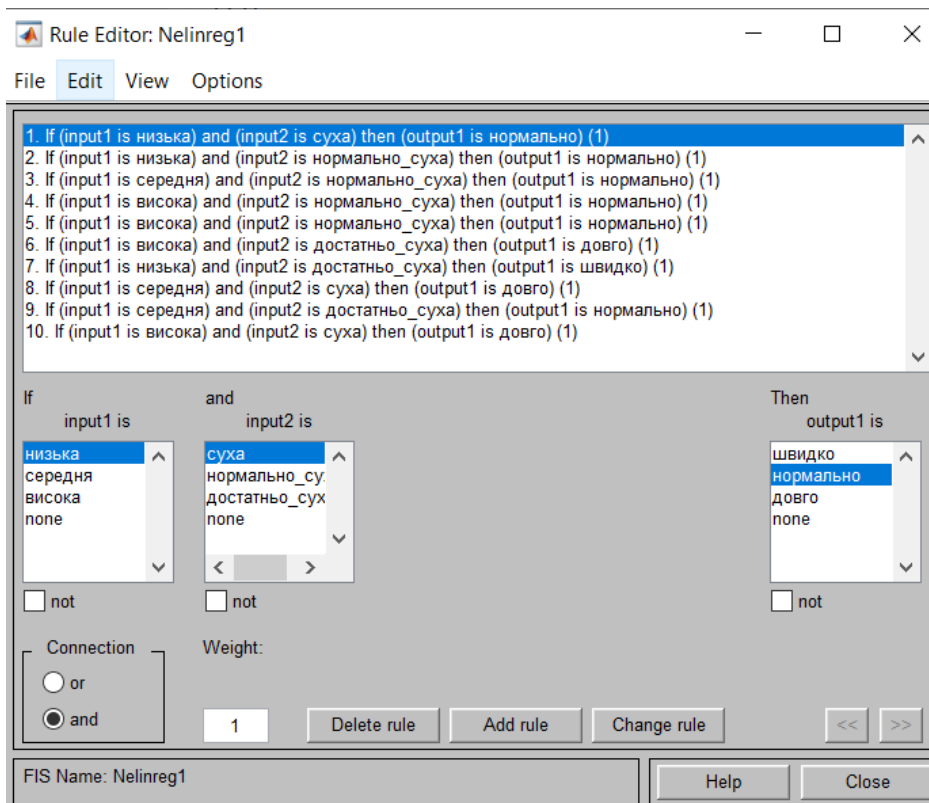 Rule Editor: Nelinreg1
File Edit View Options
1. If (input1 is низька) and (input2 is суха) then (output1 is нормально) (1)
2. If (input1 is низька) and (input2 is нормально_суха) then (output1 is нормально) (1)
3. If (input1 is середня) and (input2 is нормально_суха) then (output1 is нормально) (1)
4. If (input1 is висока) and (input2 is нормально_суха) then (output1 is нормально) (1)
5. If (input1 is висока) and (input2 is нормально_суха) then (output1 is нормально) (1)
6. If (input1 is висока) and (input2 is достатньо_суха) then (output1 is довго) (1)
7. If (input1 is низька) and (input2 is достатньо_суха) then (output1 is швидко) (1)
8. If (input1 is середня) and (input2 is суха) then (output1 is довго) (1)
9. If (input1 is середня) and (input2 is достатньо_суха) then (output1 is нормально) (1)
10. If (input1 is висока) and (input2 is суха) then (output1 is довго) (1)
If and Then
input1 is input2 is output1 is
низька суха швидко
середня нормально_су нормально
висока достатньо_сух довго
none none none
not not not
Connection Weight:
or
and 1 Delete rule Add rule Change rule << >>
FIS Name: Nelinreg1 Help Close